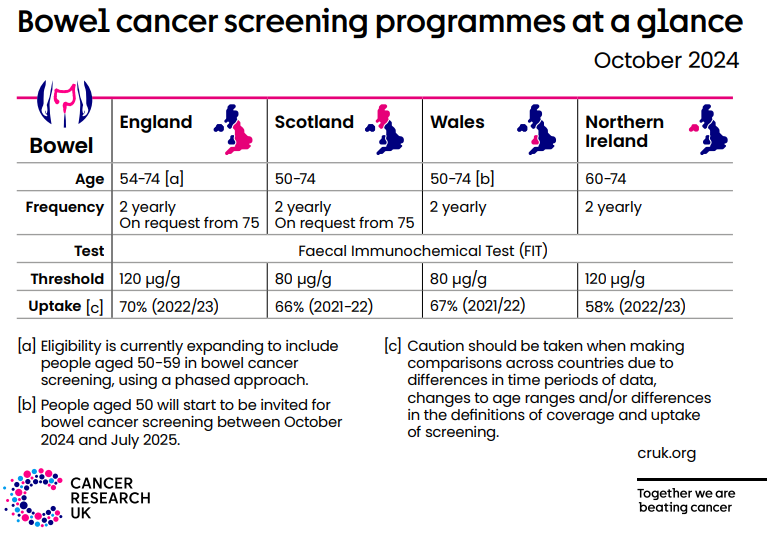 Bowel cancer screening programmes at a glance
October 2024
Bowel
England
Scotland
Wales
Northern
Ireland
Age
54-74 [a]
50-74
50-74 [b]
60-74
Frequency
2 yearly
On request from 75
2 yearly
On request from 75
2 yearly
2 yearly
Test
Faecal Immunochemical Test (FIT)
Threshold
120 µg/g
80 µg/g
80 µg/g
120 µg/g
Uptake [c]
70% (2022/23)
66% (2021-22)
67% (2021/22)
58% (2022/23)
[a] Eligibility is currently expanding to include
people aged 50-59 in bowel cancer
screening, using a phased approach.
[b] People aged 50 will start to be invited for
bowel cancer screening between October
2024 and July 2025.
[c] Caution should be taken when making
comparisons across countries due to
differences in time periods of data,
changes to age ranges and/or differences
in the definitions of coverage and uptake
of screening.
cruk.org
CANCER
RESEARCH
UK
Together we are
beating cancer